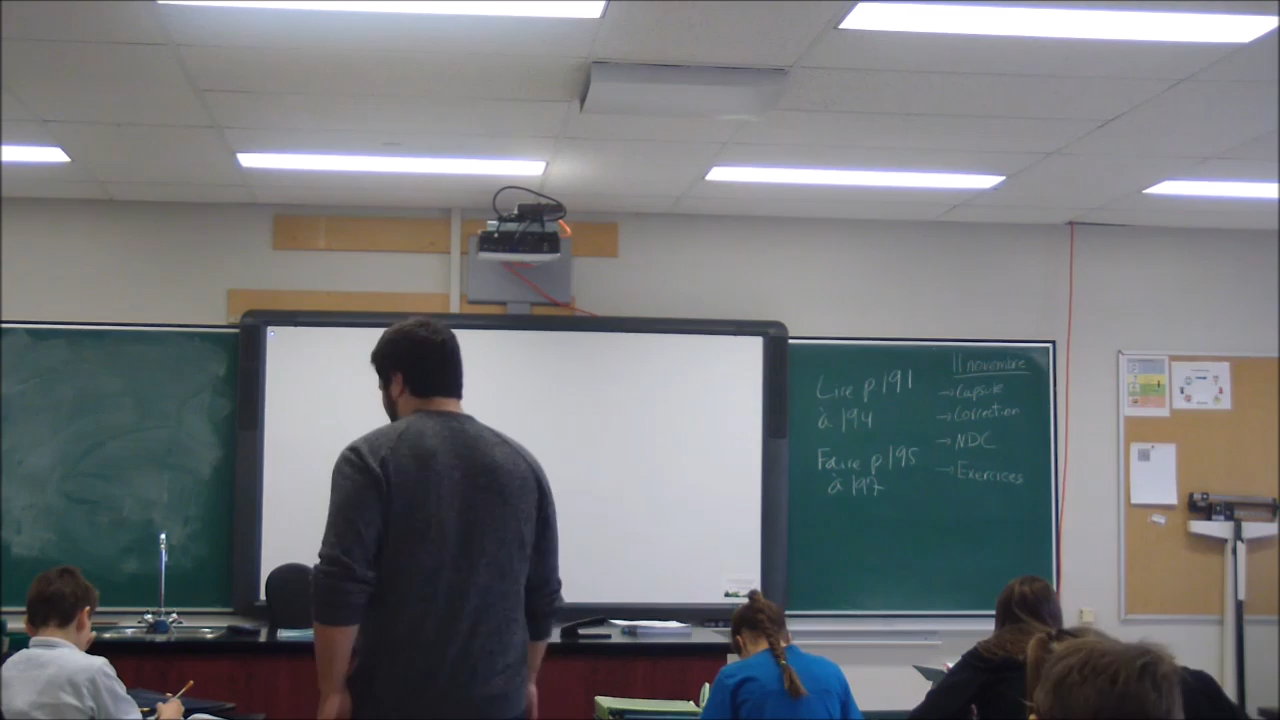 Lire p 191
à 194
Faire p 195
à 197
11 novembre
→ Capsule
→ Correction
→ NDC
→ Exercices